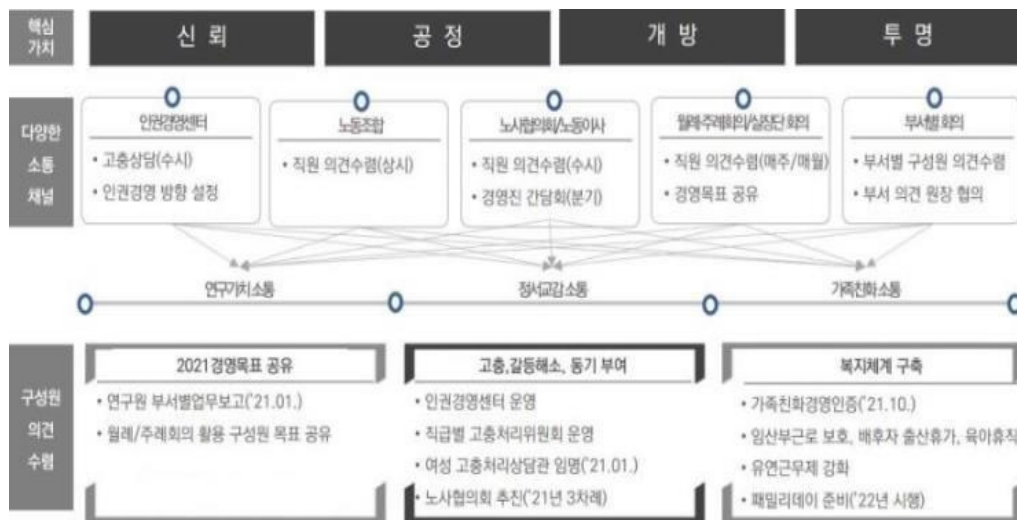 핵심
가치
신 뢰
공 정
개 방
투 명
다양한
소통
채널
인권경영센터
• 고충상담(수시)
• 인권경영 방향 설정
노동조합
• 직원 의견수렴(상시)
노사협의회/노동이사
• 직원 의견수렴(수시)
• 경영진 간담회(분기)
월례·주례회의/실장단 회의
• 직원 의견수렴(매주/매월)
• 경영목표 공유
부서별 회의
• 부서별 구성원 의견수렴
• 부서 의견 원장 협의
연구가치 소통
정서교감 소통
가족친화 소통
구성원
의견
수렴
2021경영목표 공유
• 연구원 부서별업무보고('21.01.)
• 월례/주례회의 활용 구성원 목표 공유
고충,갈등해소, 동기 부여
• 인권경영센터 운영
• 직급별 고충처리위원회 운영
• 여성 고충처리상담관 임명('21.01.)
• 노사협의회 추진('21년 3차례)
복지체계 구축
• 가족친화경영인증('21.10.)
• 임산부근로 보호, 배후자 출산휴가, 육아휴직
• 유연근무제 강화
• 패밀리데이 준비('22년 시행)